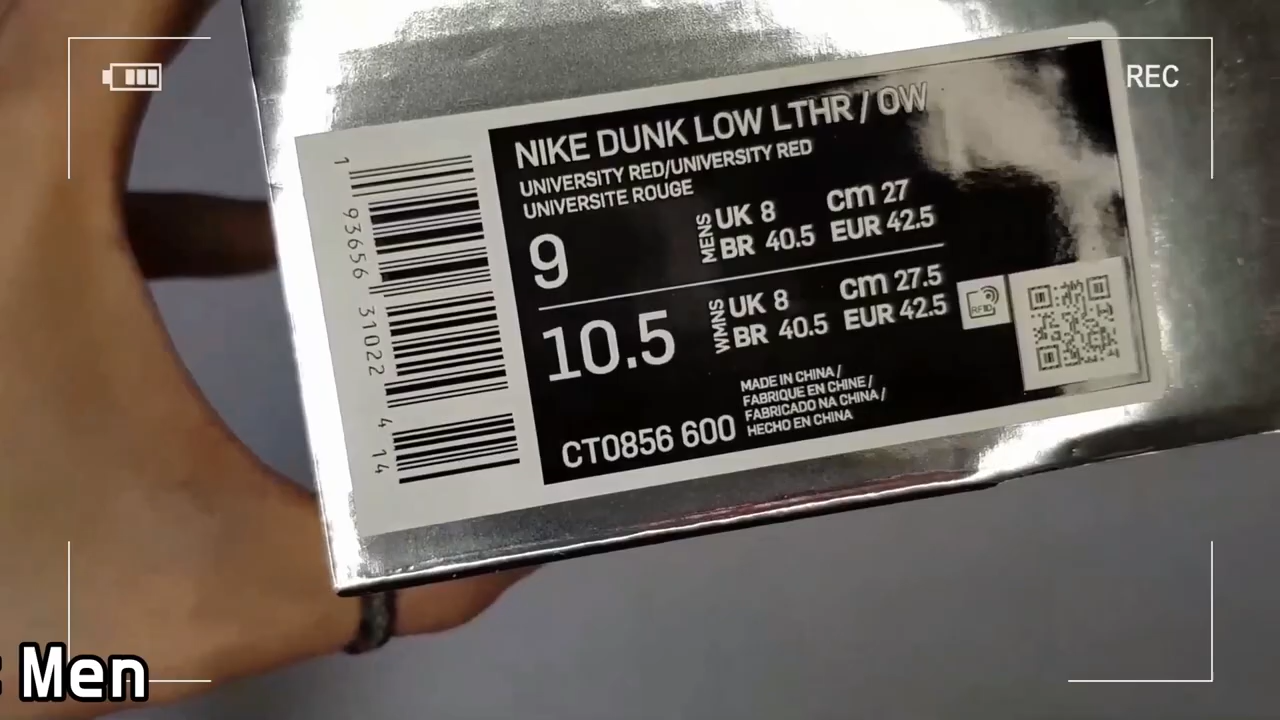 REC
NIKE DUNK LOW LTHR / OW
UNIVERSITY RED/UNIVERSITY RED
UNIVERSITE ROUGE
9
MENS
UK 8
cm 27
BR 40.5
EUR 42.5
10.5
WMNS
UK 8
cm 27.5
BR 40.5
EUR 42.5
RFID
MADE IN CHINA /
FABRIQUE EN CHINE /
FABRICADO NA CHINA /
HECHO EN CHINA
CT0856 600
1 93656 31022 4 14
Men